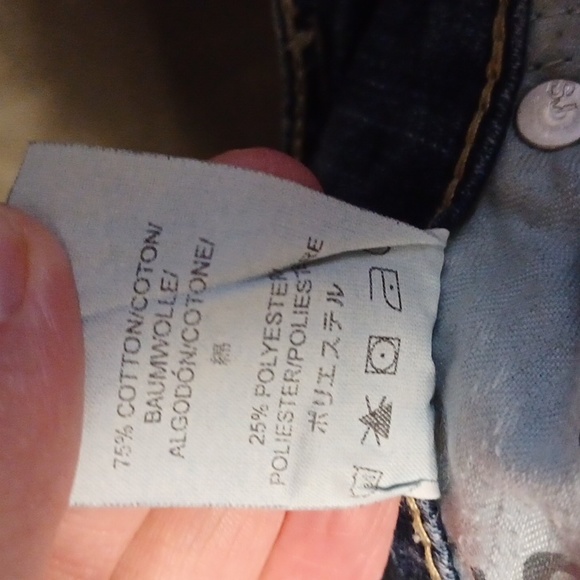 75% COTTON/COTON/
BAUMWOLLE/
ALGODÓN/COTONE/
綿
25% POLYESTER
POLIESTER/POLIESTRE
ポリエステル